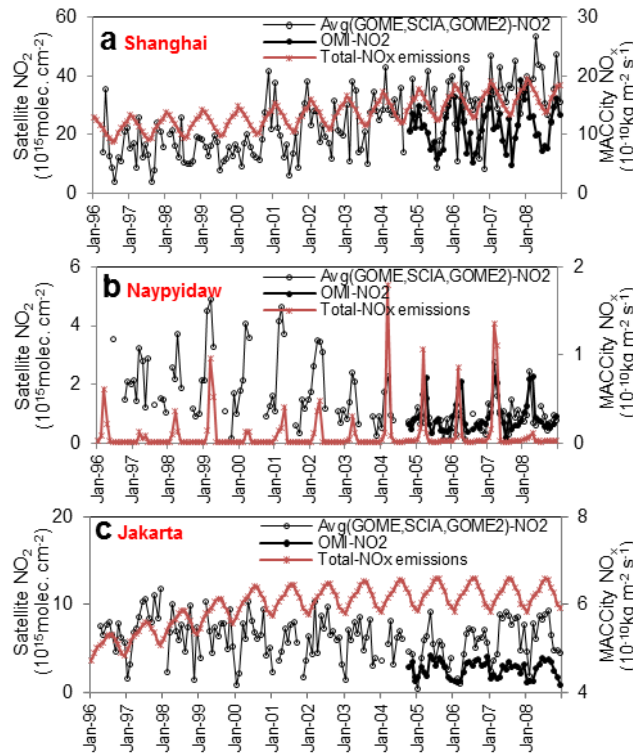 a Shanghai
Avg(GOME,SCIA,GOME2)-NO2
OMI-NO2
Total-NOx emissions
Satellite NO2
(10^15molec. cm-2)
60
40
20
0
30
20
10
0
MACCity NOx
(10-10kg m-2 s-1)
Jan-96
Jan-97
Jan-98
Jan-99
Jan-00
Jan-01
Jan-02
Jan-03
Jan-04
Jan-05
Jan-06
Jan-07
Jan-08
b Naypyidaw
Avg(GOME,SCIA,GOME2)-NO2
OMI-NO2
Total-NOx emissions
Satellite NO2
(10^15molec. cm-2)
6
4
2
0
2
1
0
MACCity NOx
(10-10kg m-2 s-1)
Jan-96
Jan-97
Jan-98
Jan-99
Jan-00
Jan-01
Jan-02
Jan-03
Jan-04
Jan-05
Jan-06
Jan-07
Jan-08
c Jakarta
Avg(GOME,SCIA,GOME2)-NO2
OMI-NO2
Total-NOx emissions
Satellite NO2
(10^15molec. cm-2)
20
10
0
8
6
4
MACCity NOx
(10-10kg m-2 s-1)
Jan-96
Jan-97
Jan-98
Jan-99
Jan-00
Jan-01
Jan-02
Jan-03
Jan-04
Jan-05
Jan-06
Jan-07
Jan-08